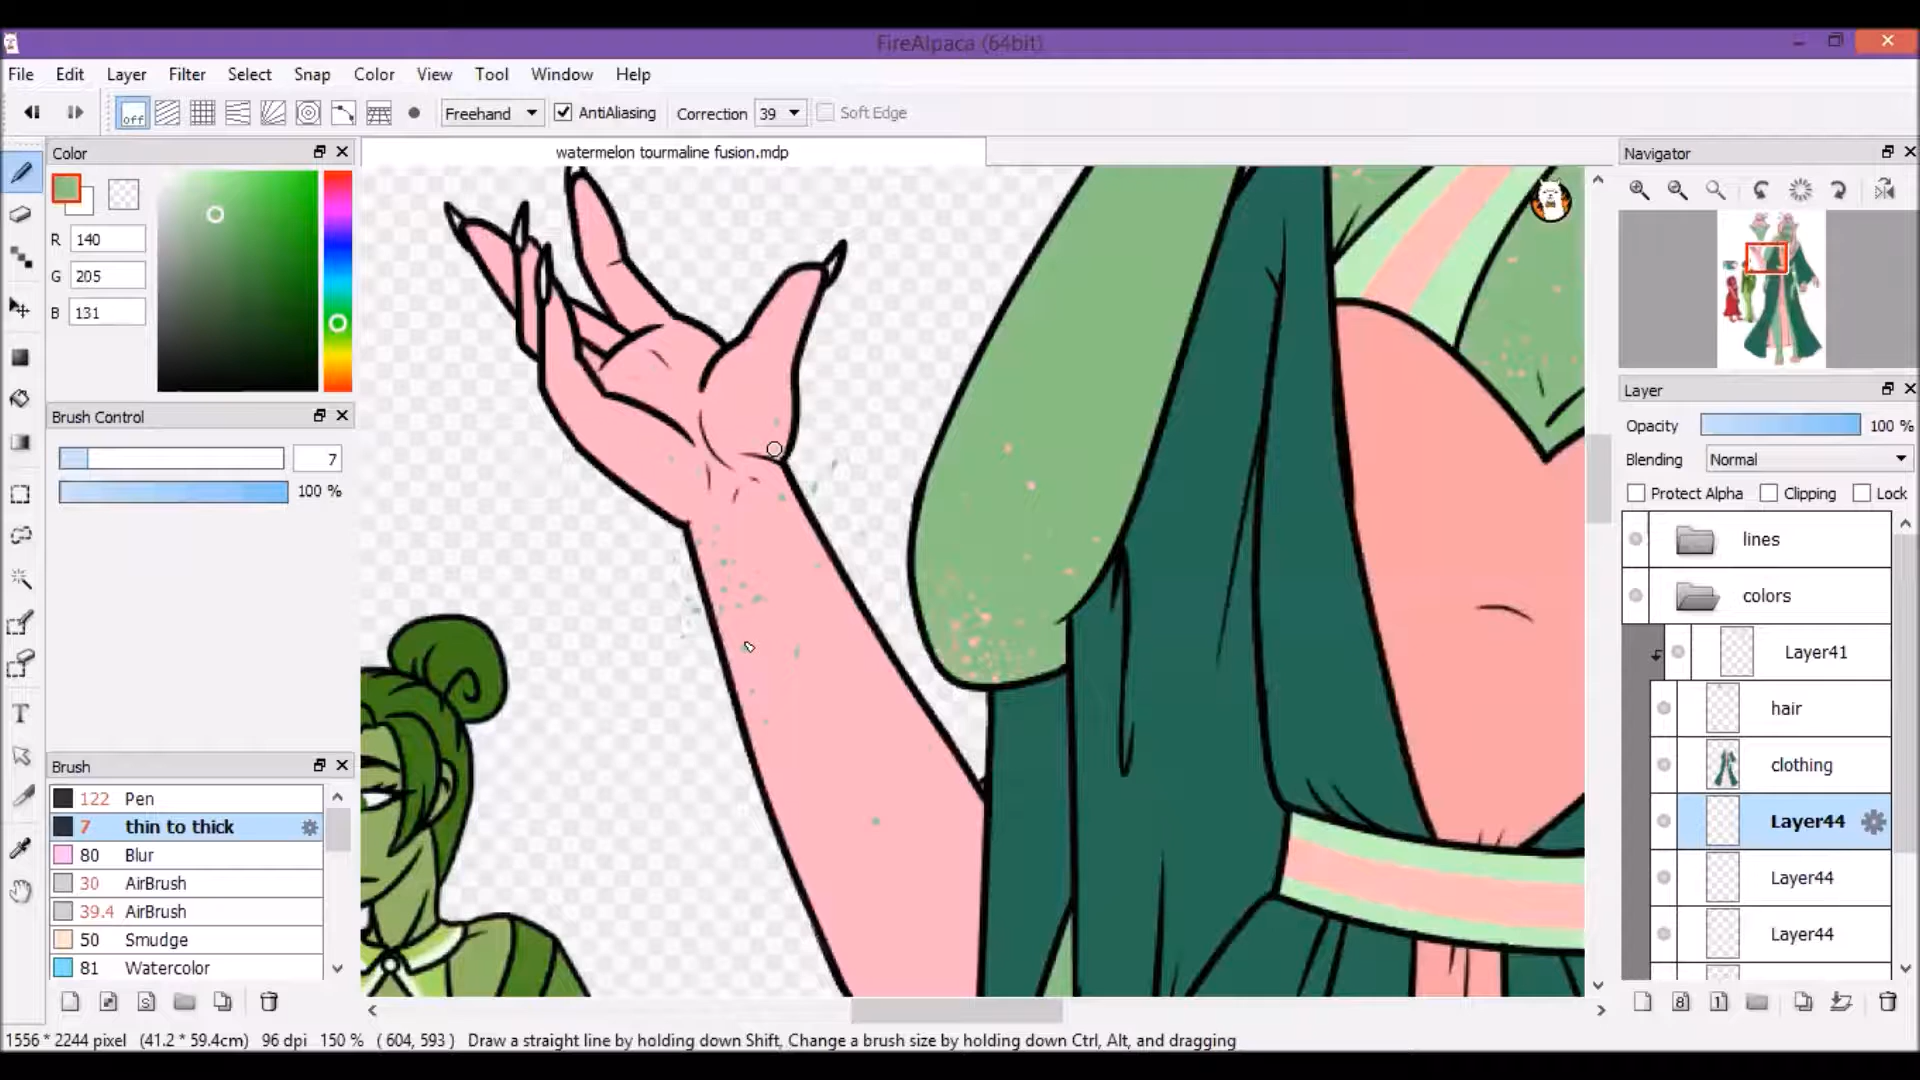 FireAlpaca (64bit)
File Edit Layer Filter Select Snap Color View Tool Window Help
off Freehand AntiAliasing Correction 39 Soft Edge
Color
watermelon tourmaline fusion.mdp
Navigator
R 140
G 205
B 131
Layer
Brush Control
Opacity 100 %
7
Blending Normal
100 %
Protect Alpha Clipping Lock
lines
colors
Layer41
hair
clothing
Layer44
Layer44
Layer44
Brush
122 Pen
7 thin to thick
80 Blur
30 AirBrush
39.4 AirBrush
50 Smudge
81 Watercolor
1556 * 2244 pixel (41.2 * 59.4cm) 96 dpi 150 % ( 604, 593 ) Draw a straight line by holding down Shift, Change a brush size by holding down Ctrl, Alt, and dragging